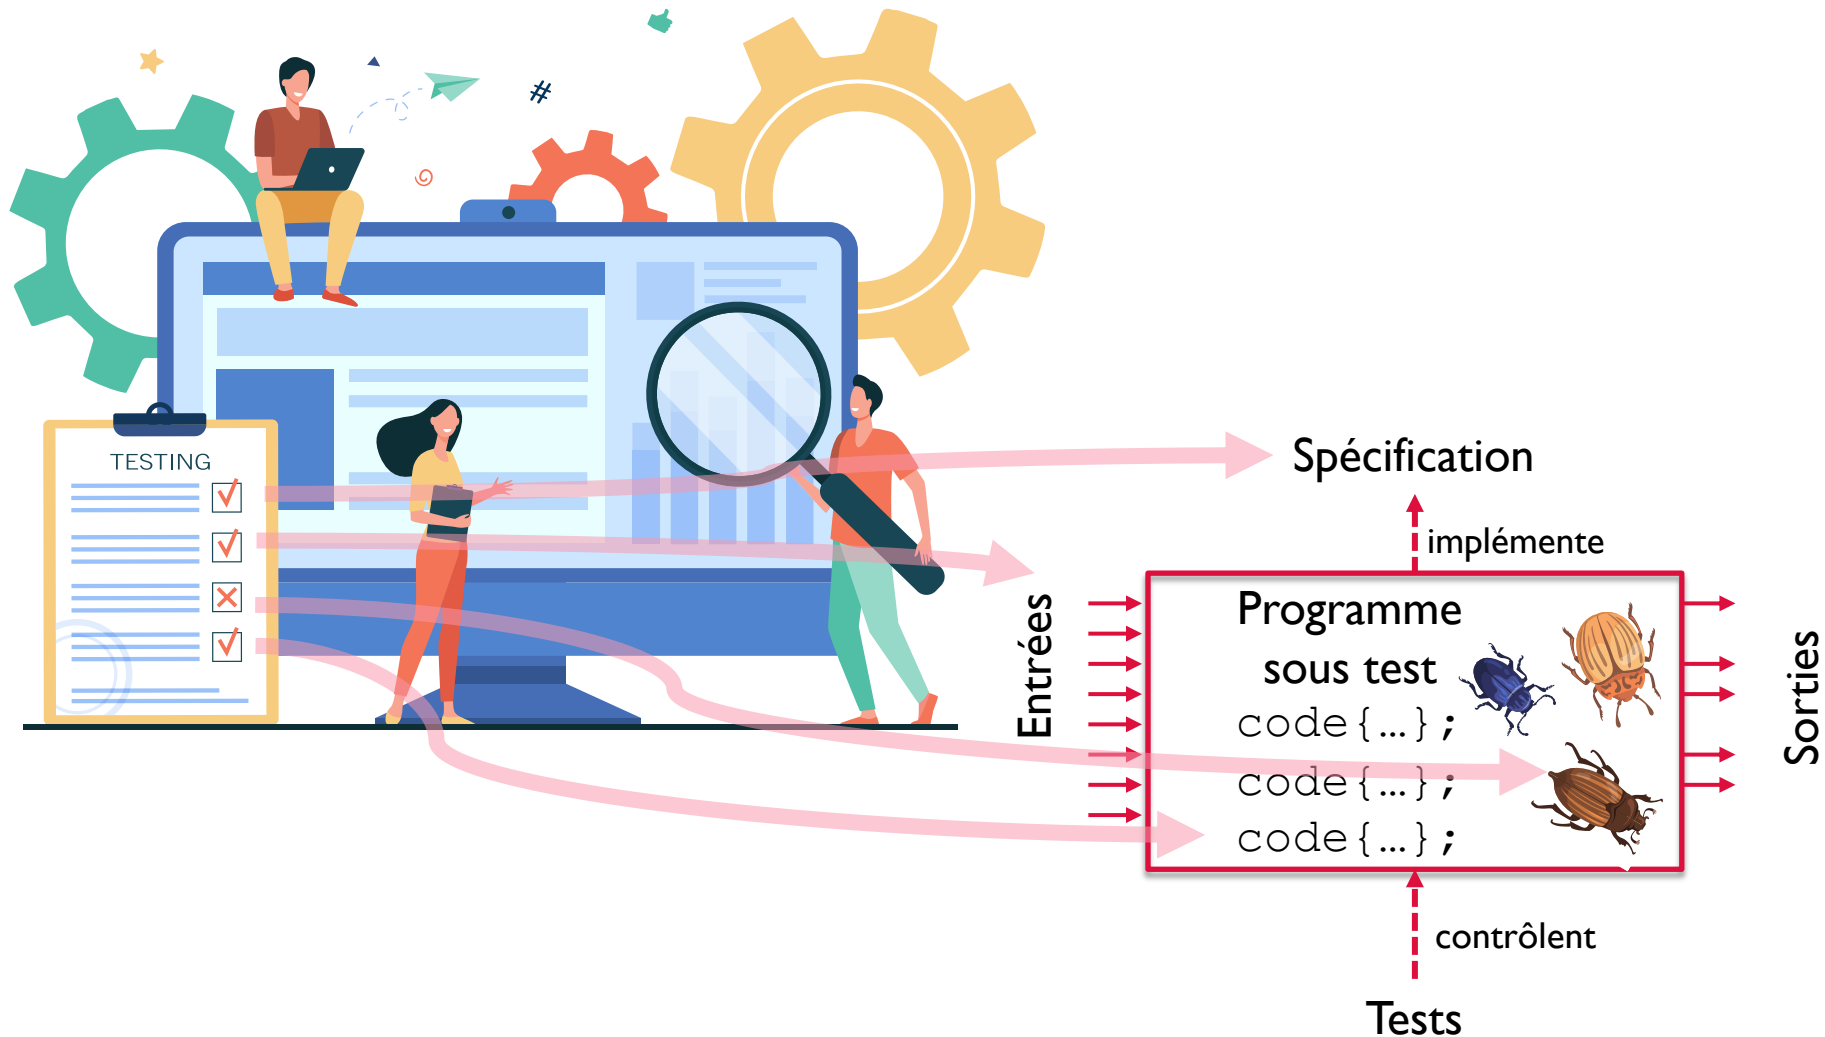 #
TESTING
Spécification
implémente
Entrées
Programme
sous test
code{…};
code{…};
code{…};
Sorties
contrôlent
Tests